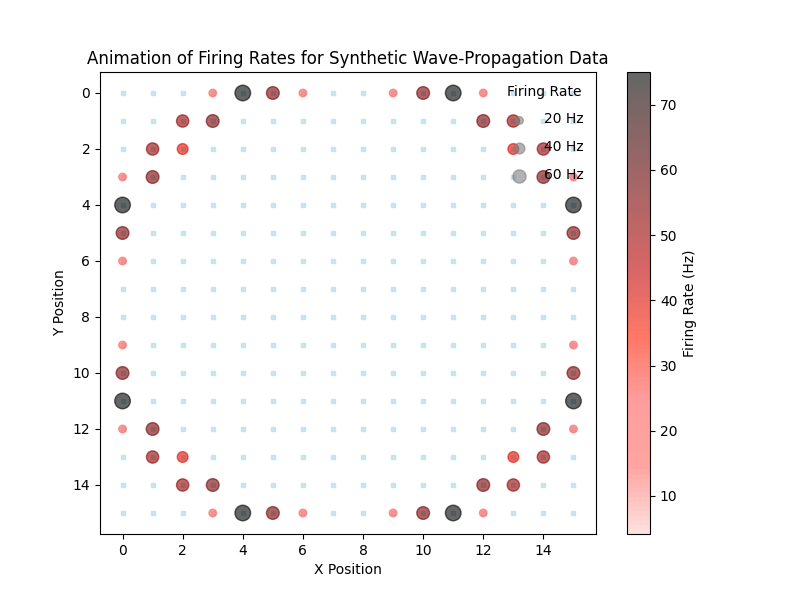 Animation of Firing Rates for Synthetic Wave-Propagation Data
Firing Rate
20 Hz
40 Hz
60 Hz
0
2
4
6
8
10
12
14
Y Position
0 2 4 6 8 10 12 14
X Position
70
60
50
40
30
20
10
Firing Rate (Hz)